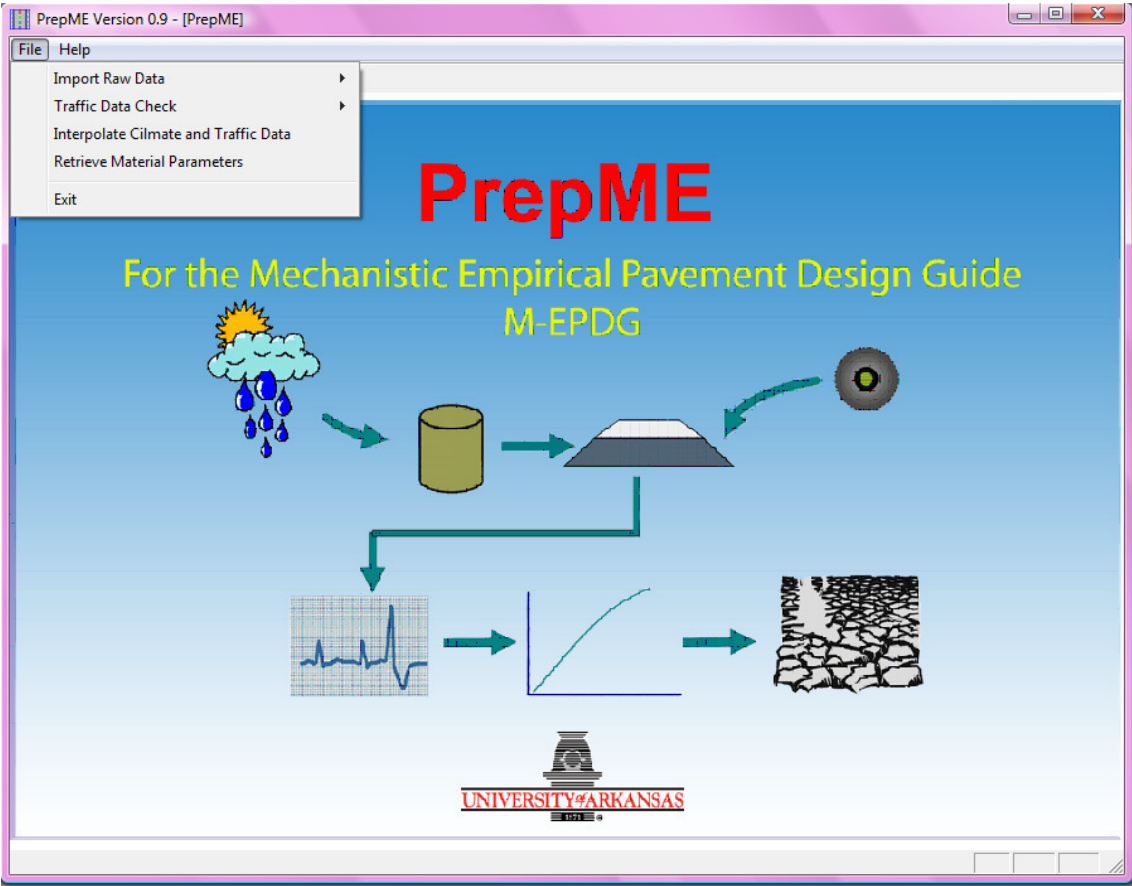 PrepME Version 0.9 - [PrepME]
File Help
Import Raw Data
Traffic Data Check
Interpolate Cilmate and Traffic Data
Retrieve Material Parameters
Exit
PrepME
For the Mechanistic Empirical Pavement Design Guide
M-EPDG
UNIVERSITY of ARKANSAS
1871